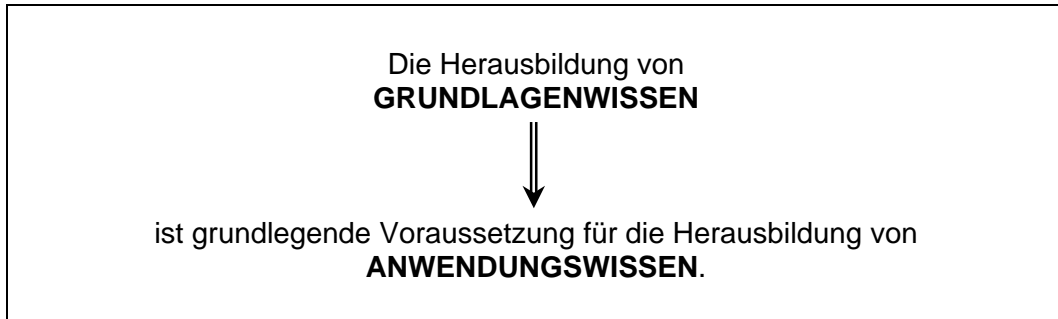 Die Herausbildung von
GRUNDLAGENWISSEN
ist grundlegende Voraussetzung für die Herausbildung von
ANWENDUNGSWISSEN.